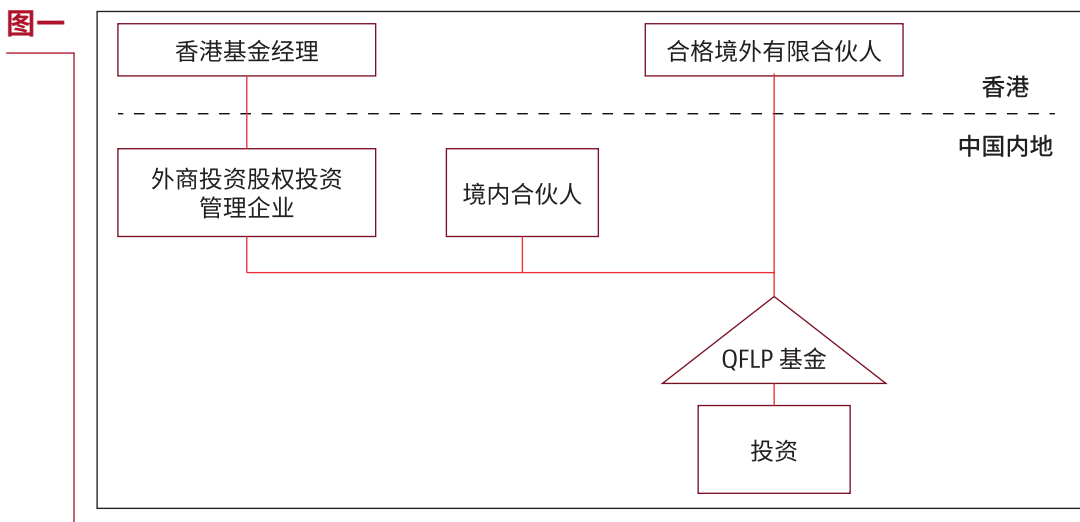 图一
香港基金经理
合格境外有限合伙人
香港
中国内地
外商投资股权投资
管理企业
境内合伙人
QFLP 基金
投资